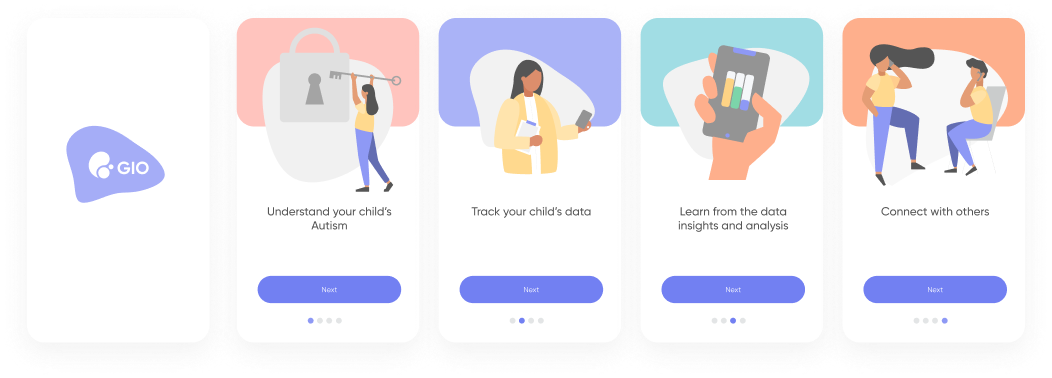 GIO
Understand your child's
Autism
Next
Track your child's data
Next
Learn from the data
insights and analysis
Next
Connect with others
Next